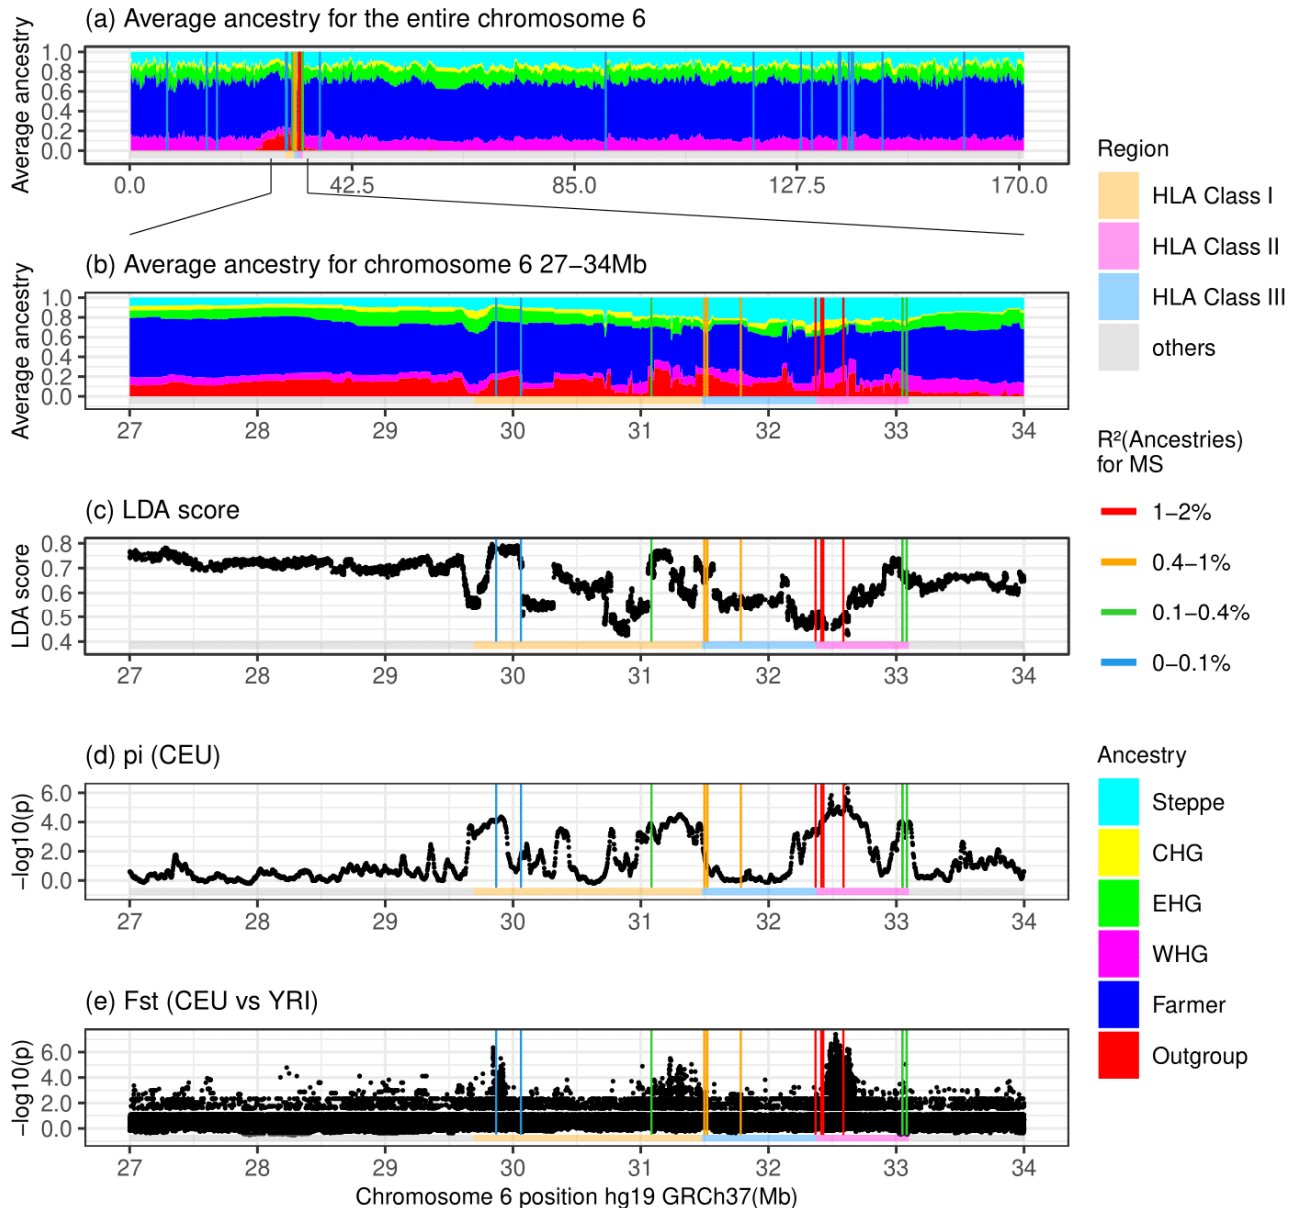 (a) Average ancestry for the entire chromosome 6
Average ancestry
1.0
0.8
0.6
0.4
0.2
0.0
0.0 42.5 85.0 127.5 170.0
(b) Average ancestry for chromosome 6 27−34Mb
Average ancestry
1.0
0.8
0.6
0.4
0.2
0.0
27 28 29 30 31 32 33 34
(c) LDA score
LDA score
0.8
0.7
0.6
0.5
0.4
27 28 29 30 31 32 33 34
(d) pi (CEU)
−log10(p)
6.0
4.0
2.0
0.0
27 28 29 30 31 32 33 34
(e) Fst (CEU vs YRI)
−log10(p)
6.0
4.0
2.0
0.0
27 28 29 30 31 32 33 34
Chromosome 6 position hg19 GRCh37(Mb)
Region
HLA Class I
HLA Class II
HLA Class III
others
R²(Ancestries)
for MS
1−2%
0.4−1%
0.1−0.4%
0−0.1%
Ancestry
Steppe
CHG
EHG
WHG
Farmer
Outgroup